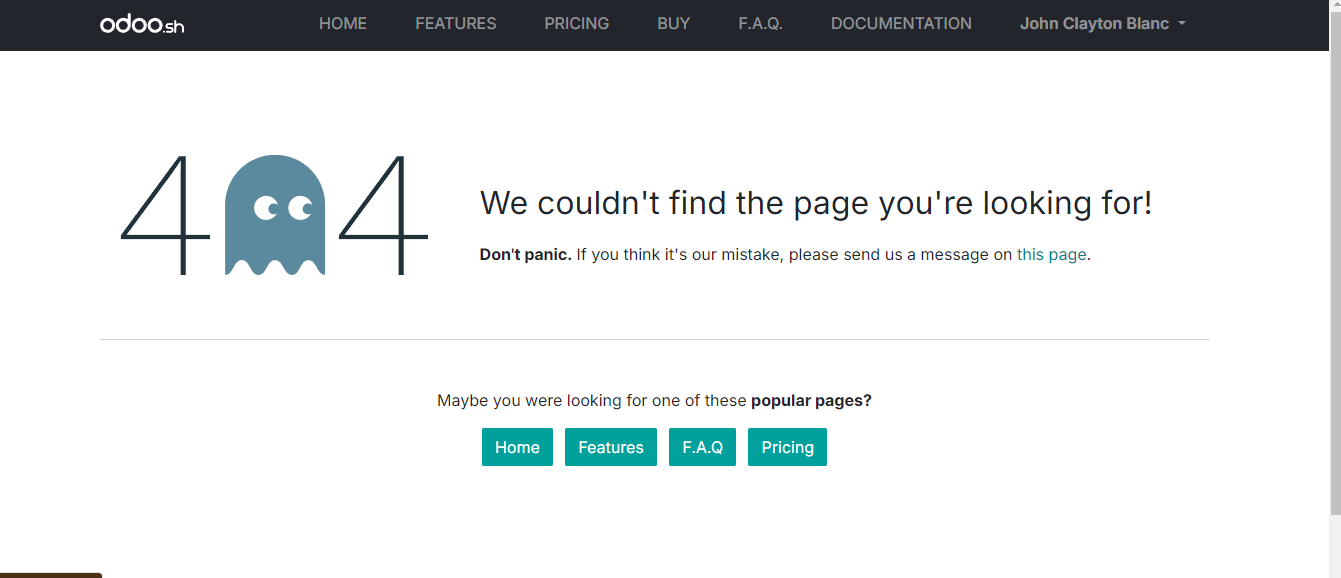 odoo.sh HOME FEATURES PRICING BUY F.A.Q. DOCUMENTATION John Clayton Blanc
4 4
We couldn't find the page you're looking for!
Don't panic. If you think it's our mistake, please send us a message on this page.
Maybe you were looking for one of these popular pages?
Home Features F.A.Q Pricing